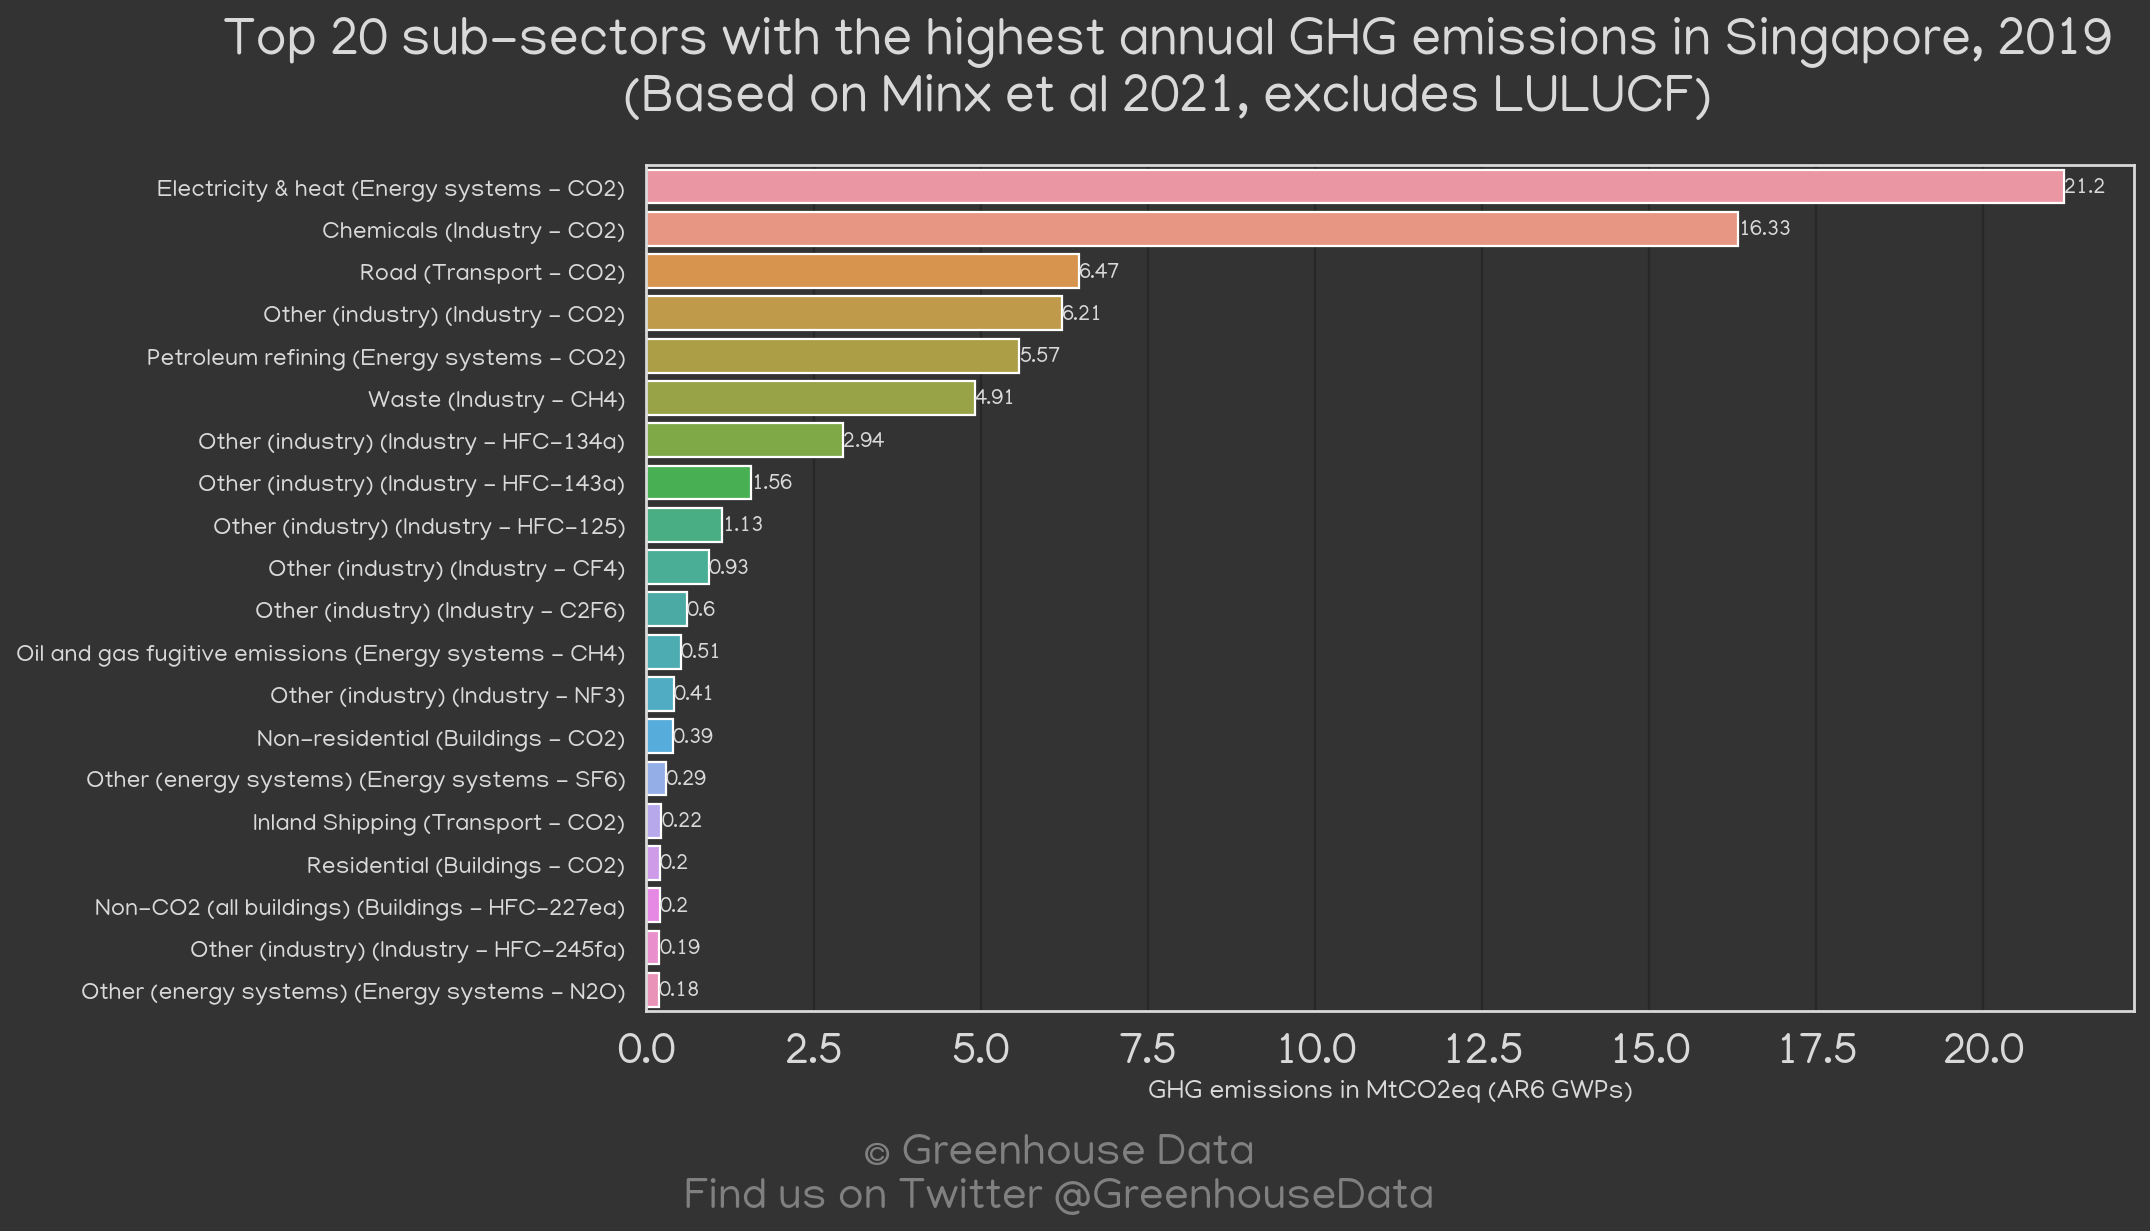 Top 20 sub-sectors with the highest annual GHG emissions in Singapore, 2019
(Based on Minx et al 2021, excludes LULUCF)
Electricity & heat (Energy systems - CO2) 21.2
Chemicals (Industry - CO2) 16.33
Road (Transport - CO2) 6.47
Other (industry) (Industry - CO2) 6.21
Petroleum refining (Energy systems - CO2) 5.57
Waste (Industry - CH4) 4.91
Other (industry) (Industry - HFC-134a) 2.94
Other (industry) (Industry - HFC-143a) 1.56
Other (industry) (Industry - HFC-125) 1.13
Other (industry) (Industry - CF4) 0.93
Other (industry) (Industry - C2F6) 0.6
Oil and gas fugitive emissions (Energy systems - CH4) 0.51
Other (industry) (Industry - NF3) 0.41
Non-residential (Buildings - CO2) 0.39
Other (energy systems) (Energy systems - SF6) 0.29
Inland Shipping (Transport - CO2) 0.22
Residential (Buildings - CO2) 0.2
Non-CO2 (all buildings) (Buildings - HFC-227ea) 0.2
Other (industry) (Industry - HFC-245fa) 0.19
Other (energy systems) (Energy systems - N2O) 0.18
0.0 2.5 5.0 7.5 10.0 12.5 15.0 17.5 20.0
GHG emissions in MtCO2eq (AR6 GWPs)
© Greenhouse Data
Find us on Twitter @GreenhouseData